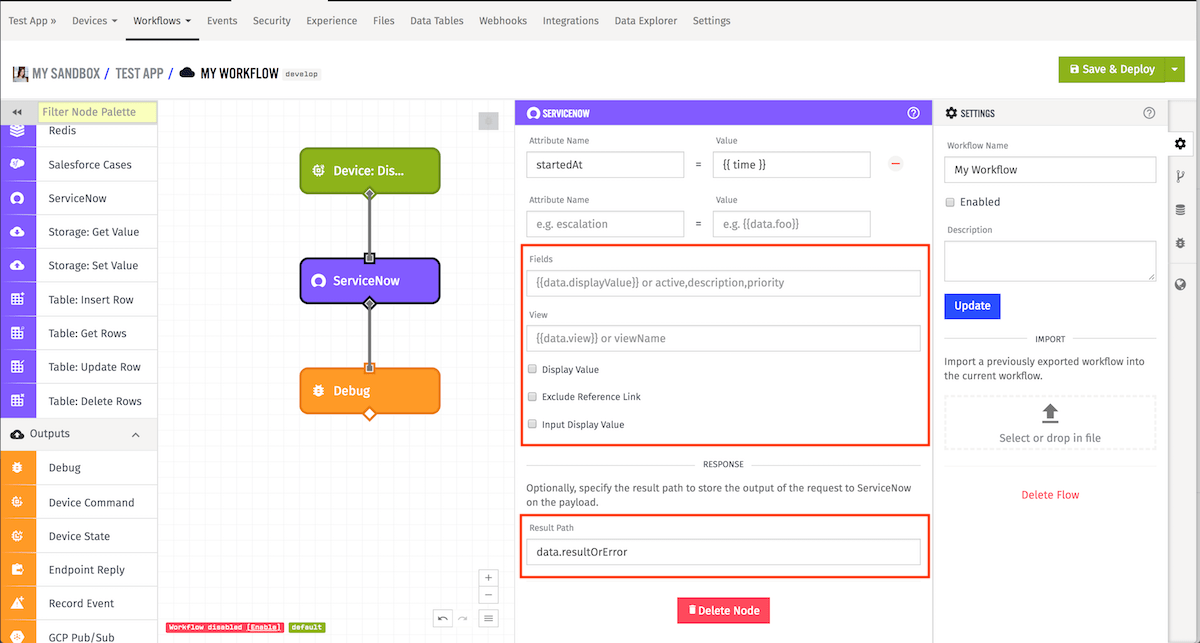 Test App » Devices Workflows Events Security Experience Files Data Tables Webhooks Integrations Data Explorer Settings
MY SANDBOX / TEST APP / MY WORKFLOW develop
Save & Deploy
Filter Node Palette
Redis
Salesforce Cases
ServiceNow
Storage: Get Value
Storage: Set Value
Table: Insert Row
Table: Get Rows
Table: Update Row
Table: Delete Rows
Outputs
Debug
Device Command
Device State
Endpoint Reply
Record Event
GCP Pub/Sub
Device: Dis...
ServiceNow
Debug
Workflow disabled [Enable] default
SERVICENOW
Attribute Name Value
startedAt = {{ time }}
Attribute Name Value
e.g. escalation = e.g. {{data.foo}}
Fields
{{data.displayValue}} or active,description,priority
View
{{data.view}} or viewName
Display Value
Exclude Reference Link
Input Display Value
RESPONSE
Optionally, specify the result path to store the output of the request to ServiceNow
on the payload.
Result Path
data.resultOrError
Delete Node
SETTINGS
Workflow Name
My Workflow
Enabled
Description
Update
IMPORT
Import a previously exported workflow into
the current workflow.
Select or drop in file
Delete Flow